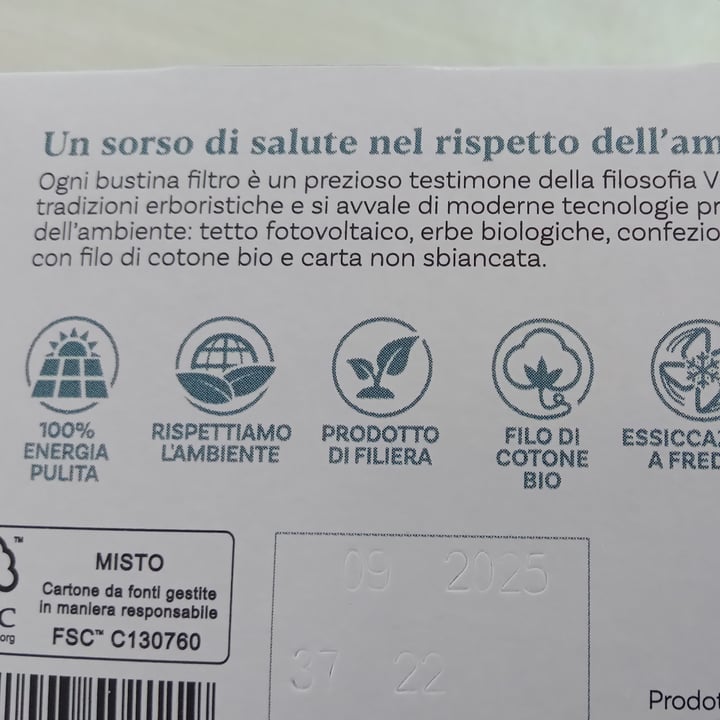 Un sorso di salute nel rispetto dell'am
Ogni bustina filtro è un prezioso testimone della filosofia V
tradizioni erboristiche e si avvale di moderne tecnologie pr
dell'ambiente: tetto fotovoltaico, erbe biologiche, confezio
con filo di cotone bio e carta non sbiancata.
100%
ENERGIA
PULITA
RISPETTIAMO
L'AMBIENTE
PRODOTTO
DI FILIERA
FILO DI
COTONE
BIO
ESSICCA
A FRED
™
C
org
MISTO
Cartone da fonti gestite
in maniera responsabile
FSC™ C130760
09 2025
37 22
Prodot